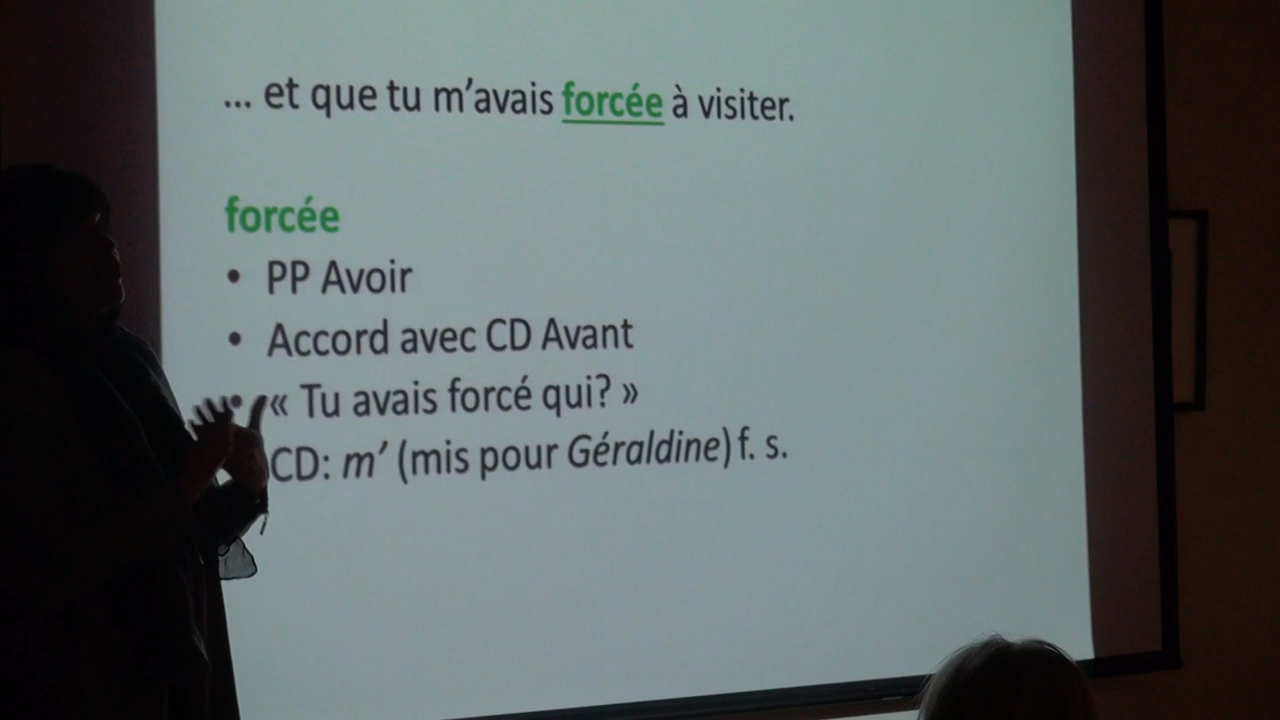 ... et que tu m’avais forcée à visiter.
forcée
• PP Avoir
• Accord avec CD Avant
• « Tu avais forcé qui? »
CD: m’ (mis pour Géraldine) f. s.